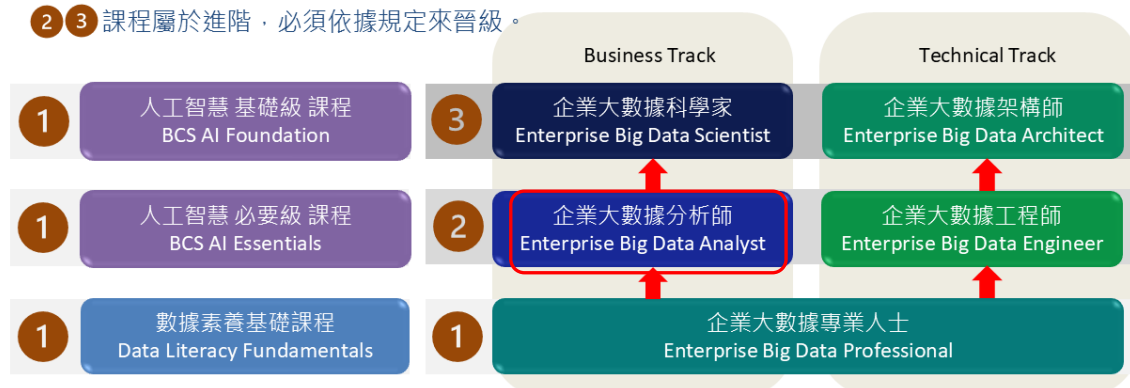 2 3 課程屬於進階，必須依據規定來晉級。
Business Track
Technical Track
1
人工智慧 基礎級 課程
BCS AI Foundation
3
企業大數據科學家
Enterprise Big Data Scientist
企業大數據架構師
Enterprise Big Data Architect
1
人工智慧 必要級 課程
BCS AI Essentials
2
企業大數據分析師
Enterprise Big Data Analyst
企業大數據工程師
Enterprise Big Data Engineer
1
數據素養基礎課程
Data Literacy Fundamentals
1
企業大數據專業人士
Enterprise Big Data Professional